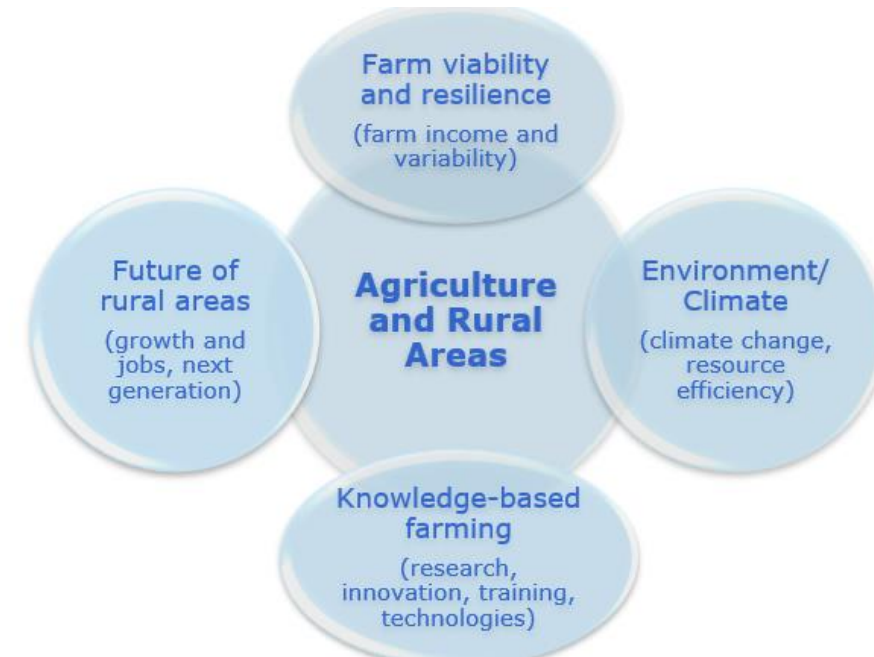 Farm viability
and resilience
(farm income and
variability)
Future of
rural areas
(growth and
jobs, next
generation)
Agriculture
and Rural
Areas
Environment/
Climate
(climate change,
resource
efficiency)
Knowledge-based
farming
(research,
innovation, training,
technologies)